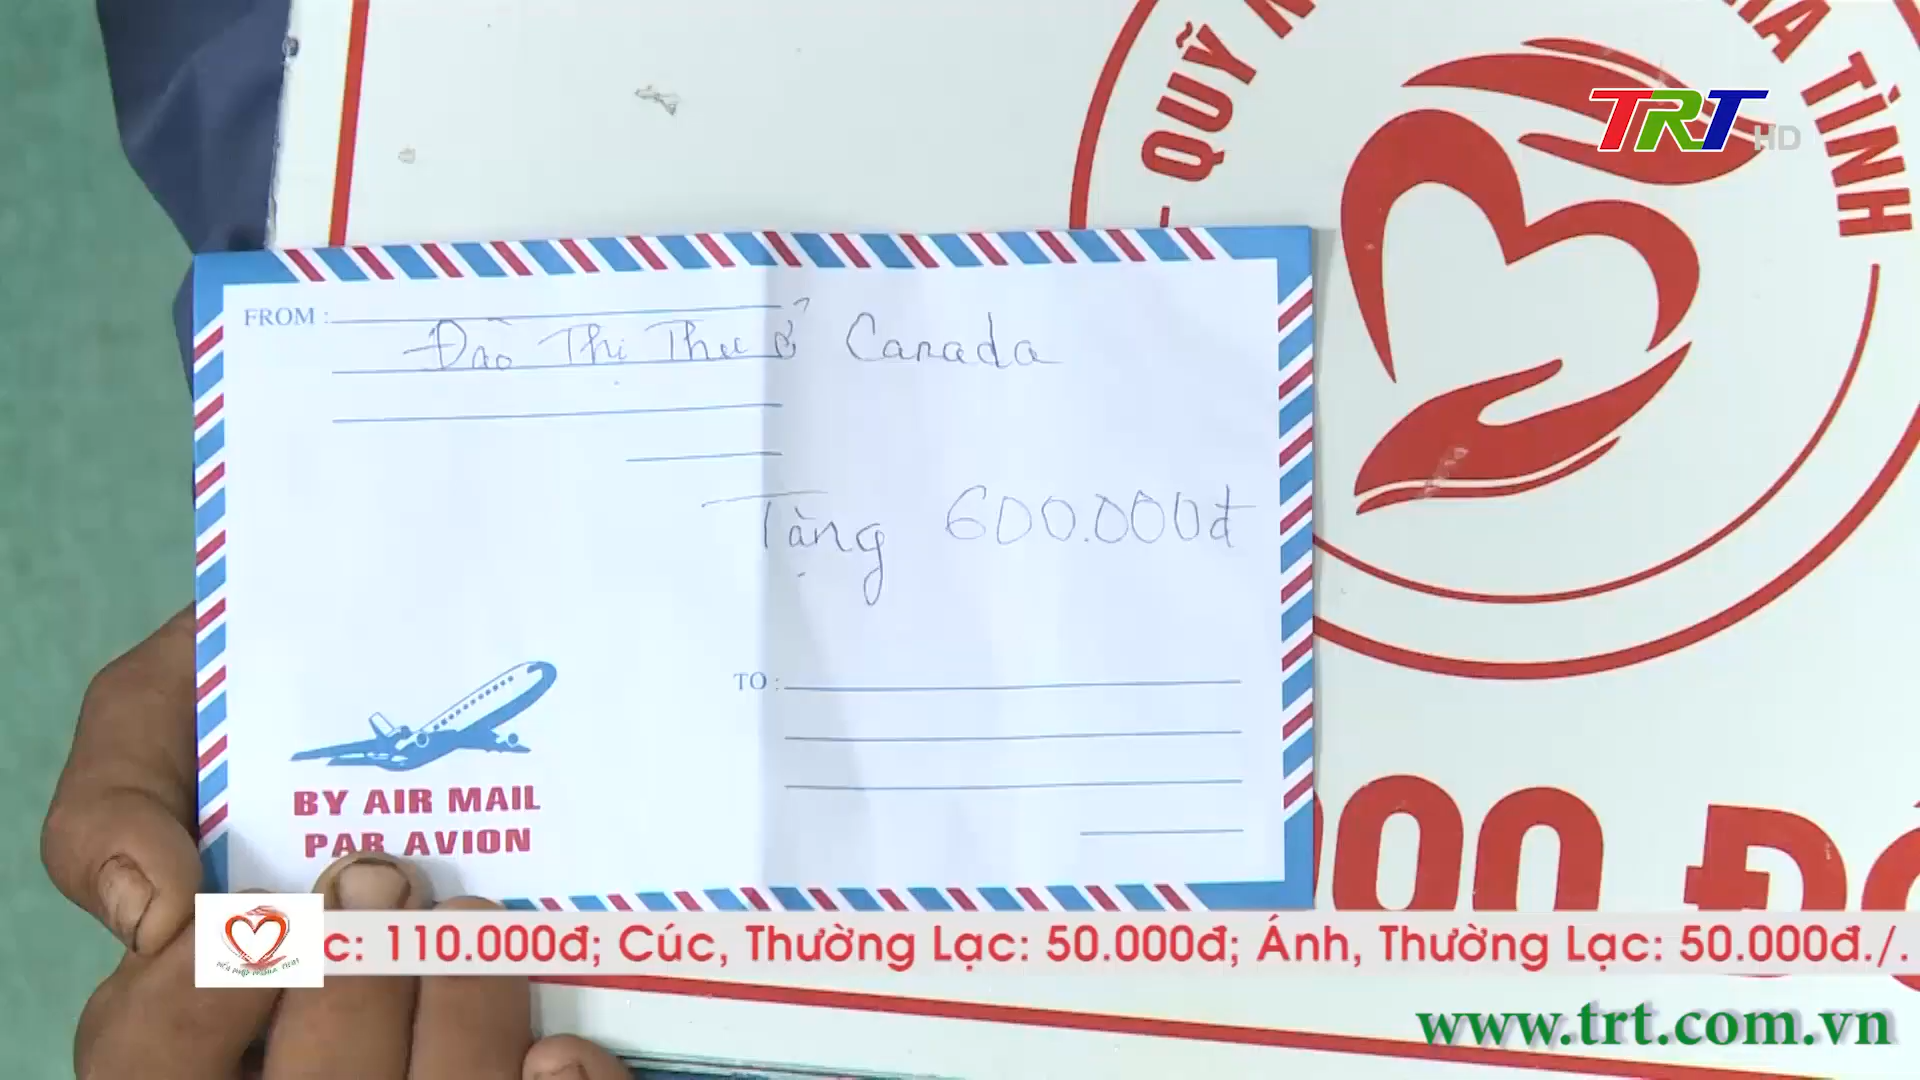 QUỸ
TÌNH
TRT HD
FROM :
Đào Thị Thu ở Canada
Tặng 600.000đ
TO :
BY AIR MAIL
PAR AVION
c: 110.000đ; Cúc, Thường Lạc: 50.000đ; Ánh, Thường Lạc: 50.000đ./.
www.trt.com.vn